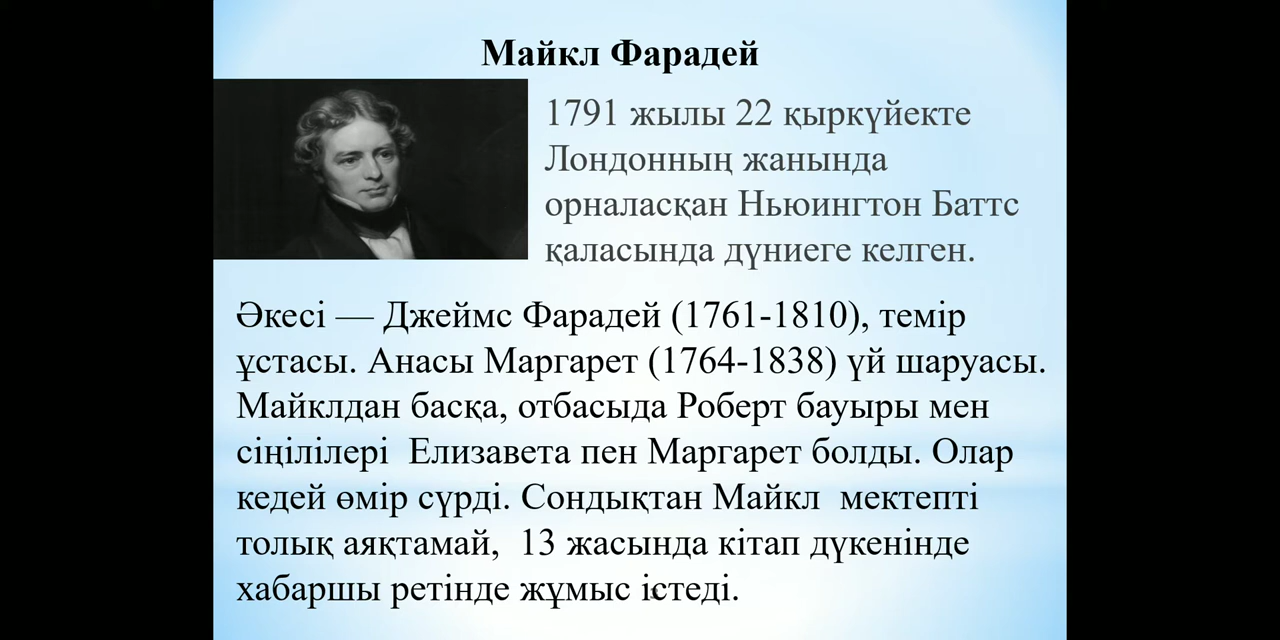 Майкл Фарадей
1791 жылы 22 қыркүйекте
Лондонның жанында
орналасқан Ньюингтон Баттс
қаласында дүниеге келген.
Әкесі — Джеймс Фарадей (1761-1810), темір
ұстасы. Анасы Маргарет (1764-1838) үй шаруасы.
Майклдан басқа, отбасыда Роберт бауыры мен
сіңілілері Елизавета пен Маргарет болды. Олар
кедей өмір сүрді. Сондықтан Майкл мектепті
толық аяқтамай, 13 жасында кітап дүкенінде
хабаршы ретінде жұмыс істеді.